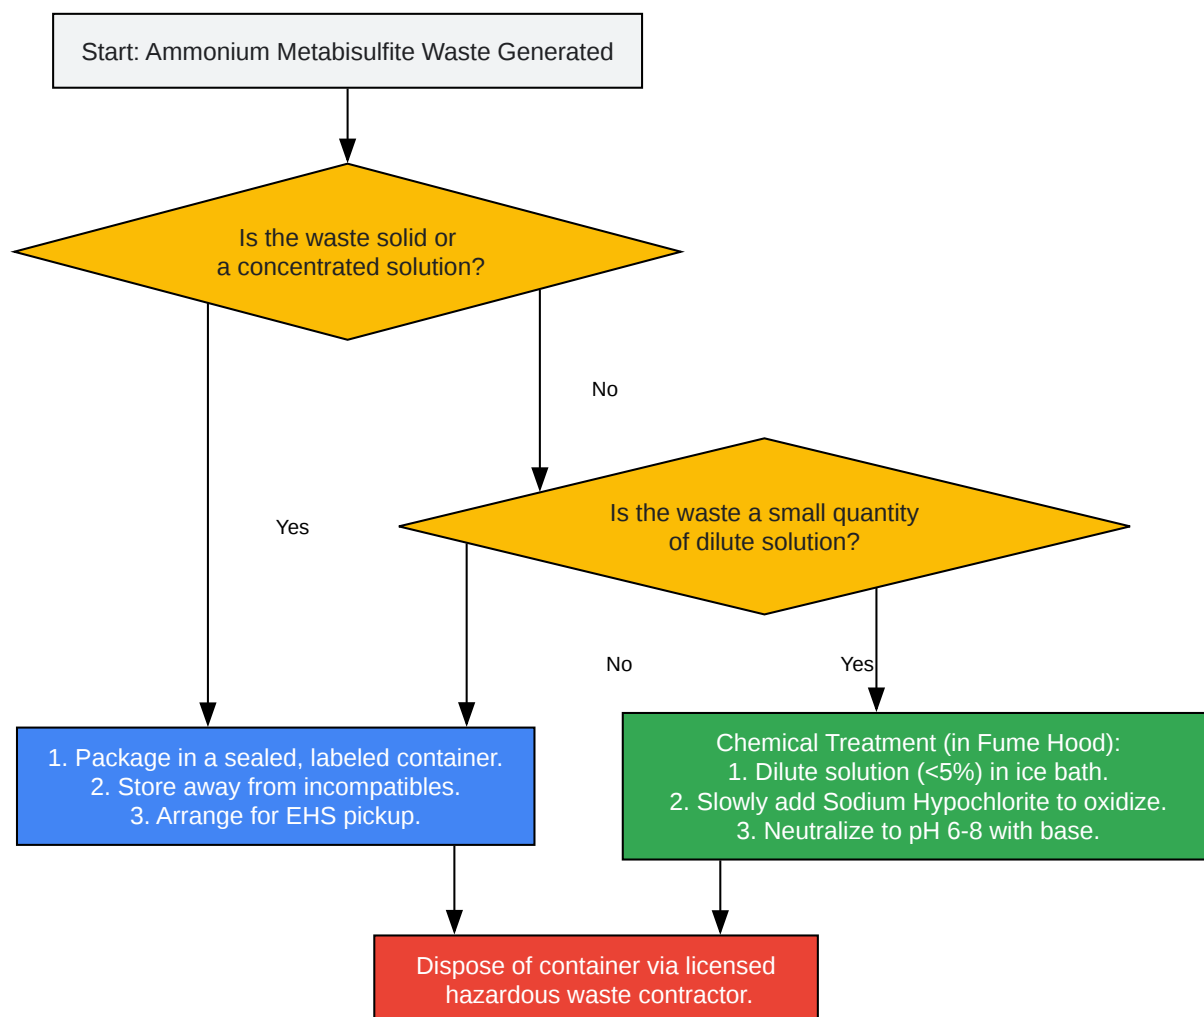 Start: Ammonium Metabisulfite Waste Generated
Is the waste solid or
a concentrated solution?
No
Yes
Is the waste a small quantity
of dilute solution?
No
Yes
1. Package in a sealed, labeled container.
2. Store away from incompatibles.
3. Arrange for EHS pickup.
Chemical Treatment (in Fume Hood):
1. Dilute solution (<5%) in ice bath.
2. Slowly add Sodium Hypochlorite to oxidize.
3. Neutralize to pH 6-8 with base.
Dispose of container via licensed
hazardous waste contractor.